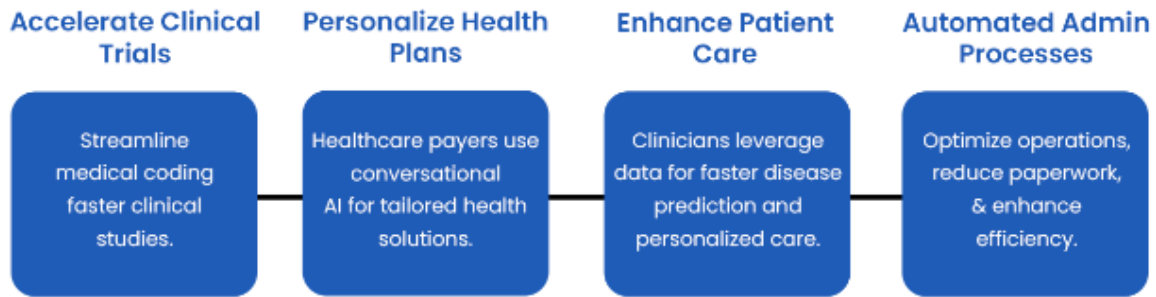 Accelerate Clinical
Trials
Streamline
medical coding
faster clinical
studies.
Personalize Health
Plans
Healthcare payers use
conversational
AI for tailored health
solutions.
Enhance Patient
Care
Clinicians leverage
data for faster disease
prediction and
personalized care.
Automated Admin
Processes
Optimize operations,
reduce paperwork,
& enhance
efficiency.